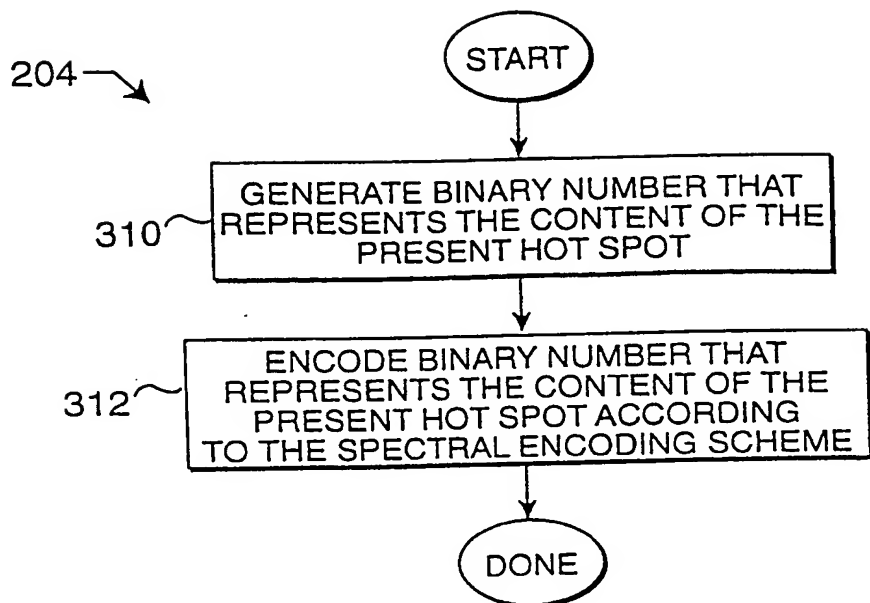 204
START
310
GENERATE BINARY NUMBER THAT
REPRESENTS THE CONTENT OF THE
PRESENT HOT SPOT
312
ENCODE BINARY NUMBER THAT
REPRESENTS THE CONTENT OF THE
PRESENT HOT SPOT ACCORDING
TO THE SPECTRAL ENCODING SCHEME
DONE